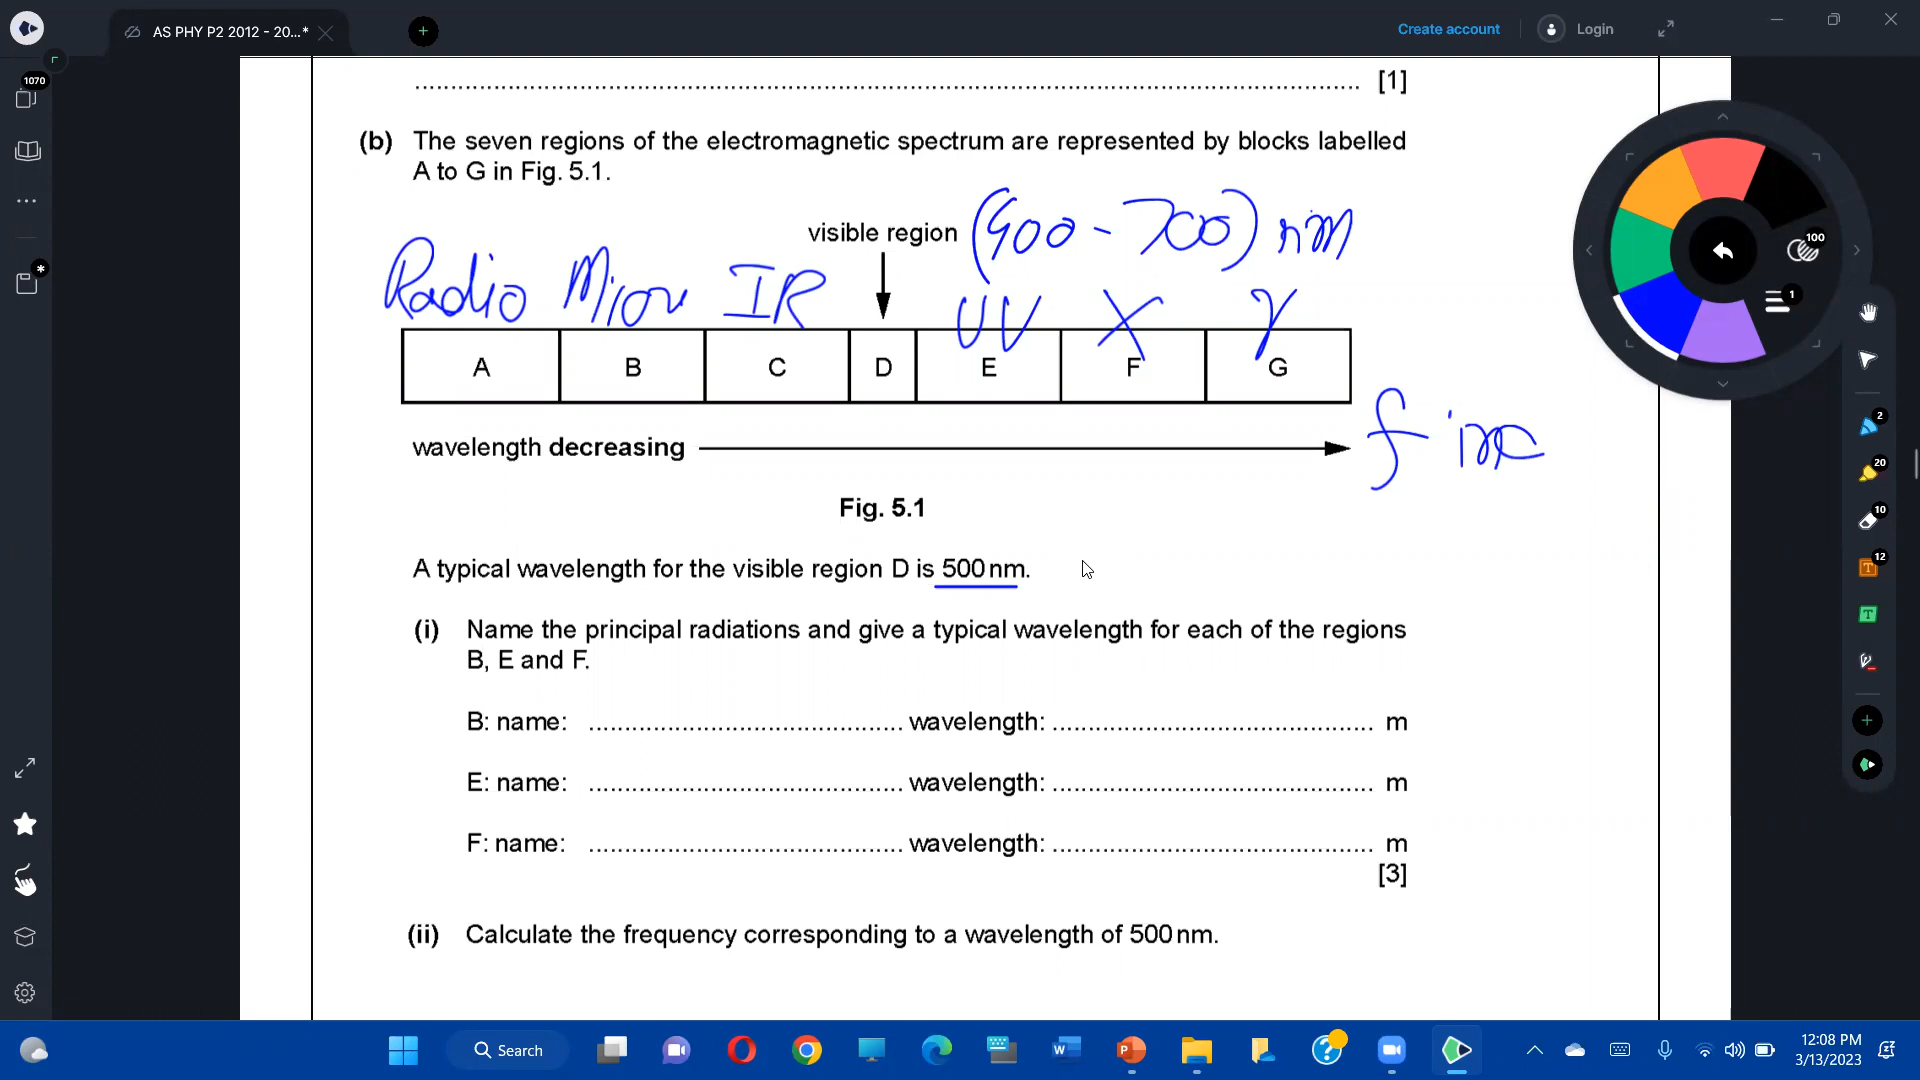 AS PHY P2 2012 - 20...*
Create account
Login
1070
.................................................................................................... [1]
(b) The seven regions of the electromagnetic spectrum are represented by blocks labelled
A to G in Fig. 5.1.
visible region (400 - 700) nm
Radio Micro IR UV X γ
A B C D E F G
wavelength decreasing f inc
Fig. 5.1
A typical wavelength for the visible region D is 500 nm.
(i) Name the principal radiations and give a typical wavelength for each of the regions
B, E and F.
B: name: ............................................ wavelength: ............................................. m
E: name: ............................................ wavelength: ............................................. m
F: name: ............................................ wavelength: ............................................. m
[3]
(ii) Calculate the frequency corresponding to a wavelength of 500 nm.
100
1
2
20
10
12
Search
12:08 PM
3/13/2023